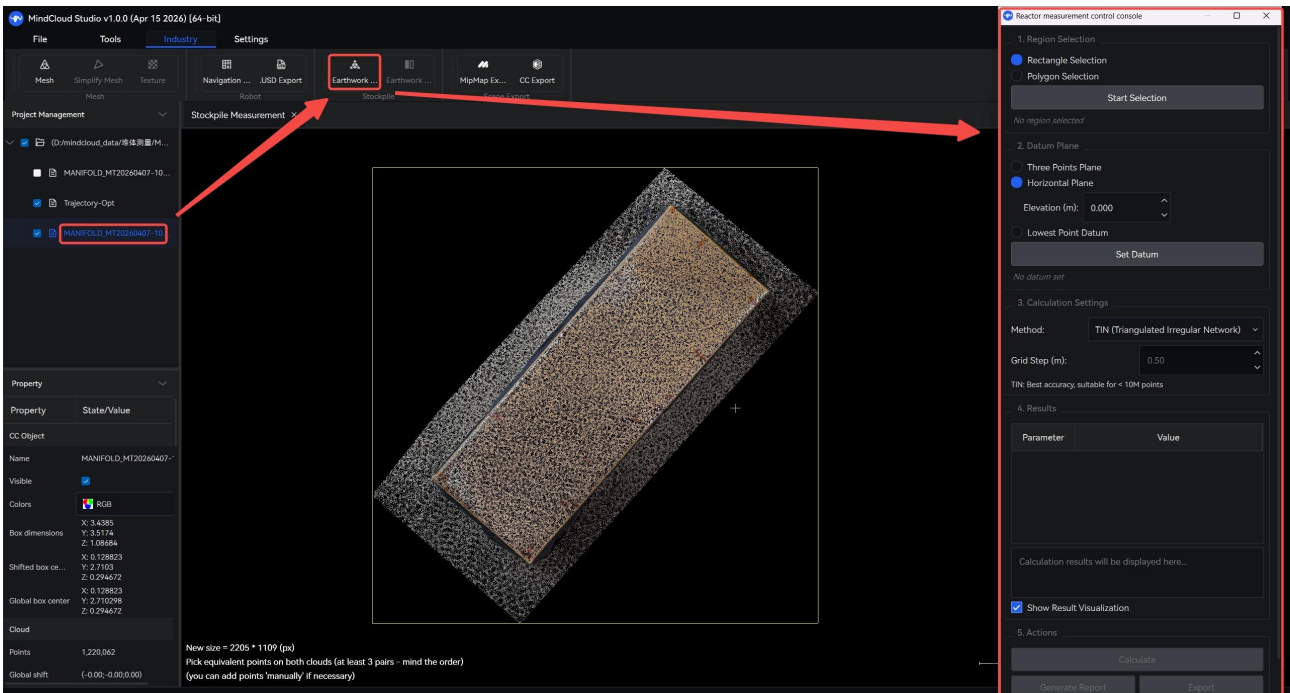 MindCloud Studio v1.0.0 (Apr 15 2026) [64-bit]
File Tools Industry Settings
Mesh Simplify Mesh Texture
Mesh
Navigation ... .USD Export
Robot
Earthwork ... Earthwork ...
Stockpile
MipMap Ex... CC Export
Scene Export
Project Management
(D:/mindcloud_data/堆体测量/M...
MANIFOLD_MT20260407-10...
Trajectory-Opt
MANIFOLD_MT20260407-10...
Property
Property State/Value
CC Object
Name MANIFOLD_MT20260407-
Visible
Colors RGB
Box dimensions X: 3.4385
Y: 3.5174
Z: 1.08684
Shifted box ce... X: 0.128823
Y: 2.7103
Z: 0.294672
Global box center X: 0.128823
Y: 2.710298
Z: 0.294672
Cloud
Points 1,220,062
Global shift (-0.00;-0.00;0.00)
Stockpile Measurement ×
New size = 2205 * 1109 (px)
Pick equivalent points on both clouds (at least 3 pairs - mind the order)
(you can add points 'manually' if necessary)
Reactor measurement control console
1. Region Selection
Rectangle Selection
Polygon Selection
Start Selection
No region selected
2. Datum Plane
Three Points Plane
Horizontal Plane
Elevation (m): 0.000
Lowest Point Datum
Set Datum
No datum set
3. Calculation Settings
Method: TIN (Triangulated Irregular Network)
Grid Step (m): 0.50
TIN: Best accuracy, suitable for < 10M points
4. Results
Parameter Value
Calculation results will be displayed here...
Show Result Visualization
5. Actions
Calculate
Generate Report Export